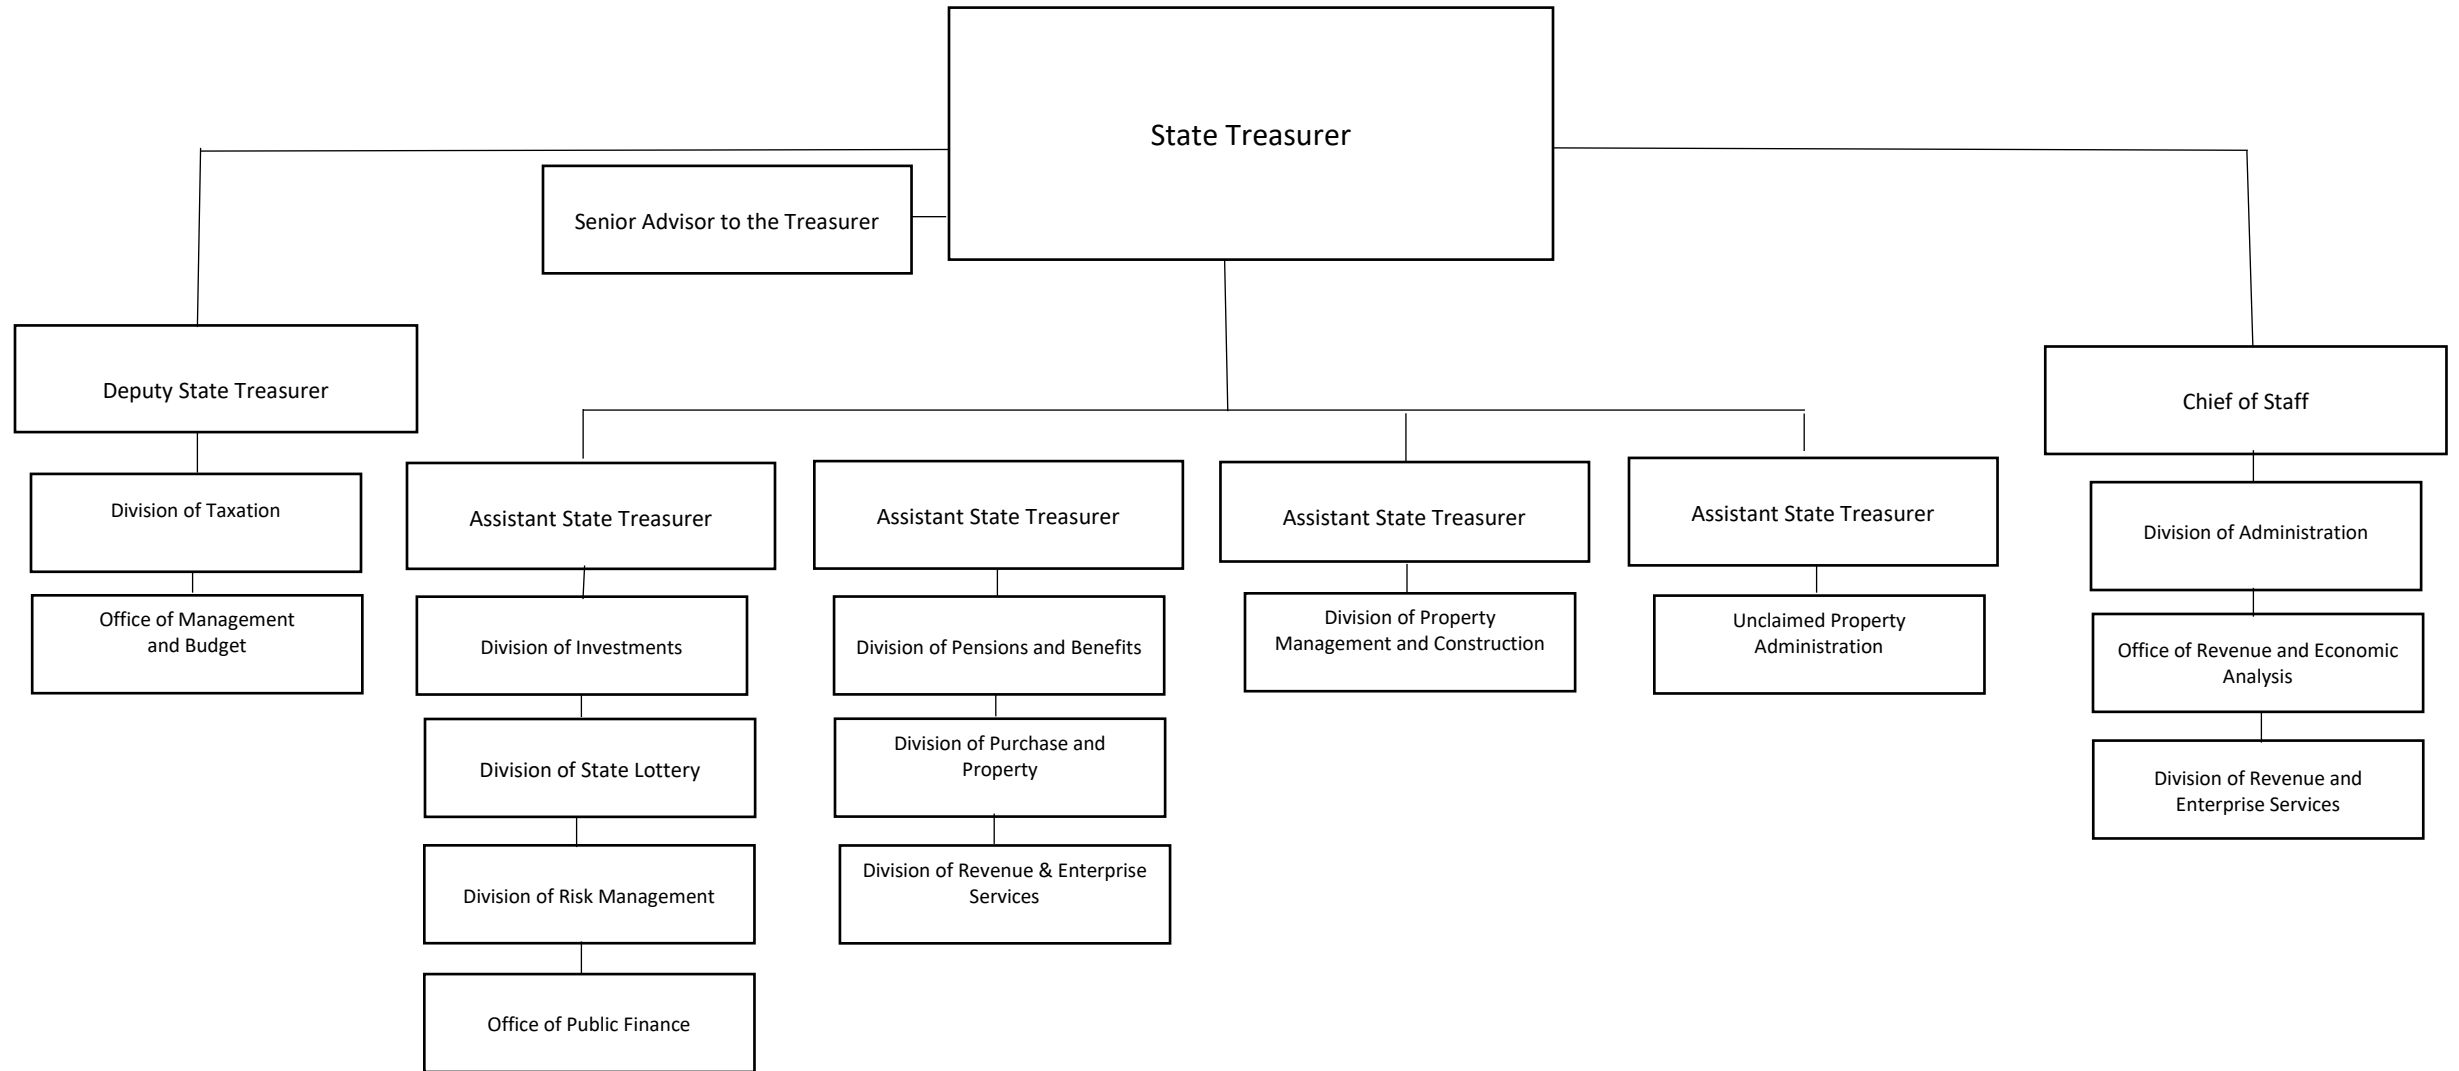 State Treasurer
Senior Advisor to the Treasurer
Deputy State Treasurer
Division of Taxation
Office of Management
and Budget
Assistant State Treasurer
Division of Investments
Division of State Lottery
Division of Risk Management
Office of Public Finance
Assistant State Treasurer
Division of Pensions and Benefits
Division of Purchase and
Property
Division of Revenue & Enterprise
Services
Assistant State Treasurer
Division of Property
Management and Construction
Assistant State Treasurer
Unclaimed Property
Administration
Chief of Staff
Division of Administration
Office of Revenue and Economic
Analysis
Division of Revenue and
Enterprise Services